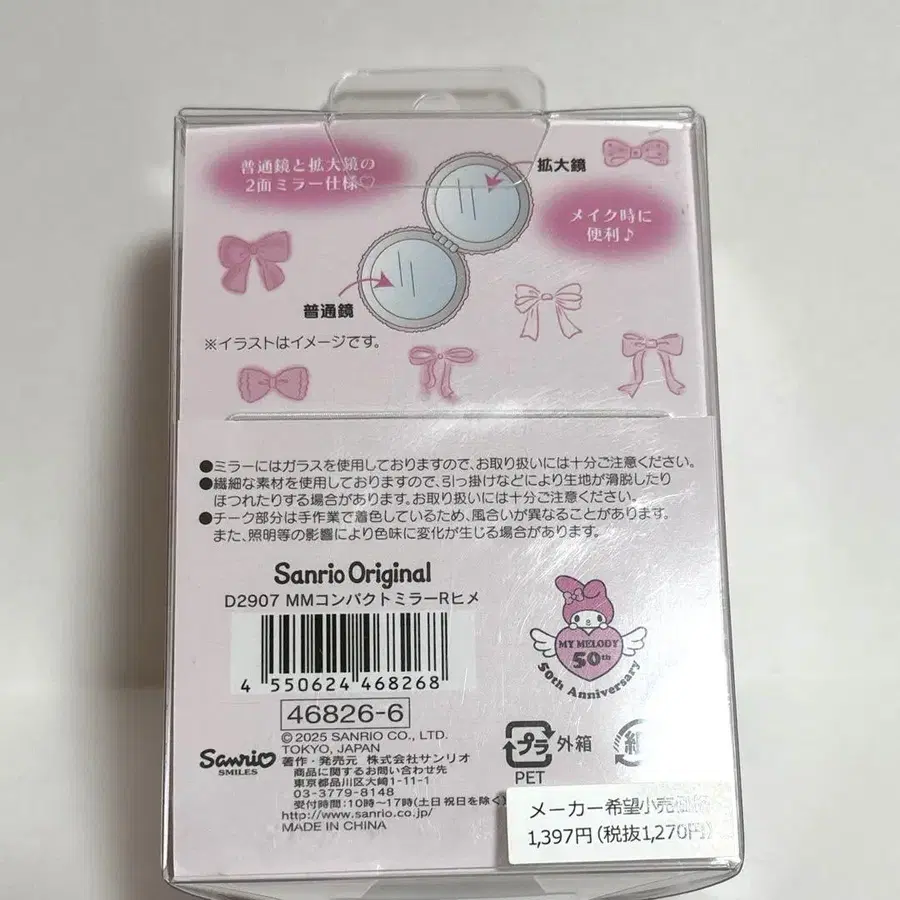 普通鏡と拡大鏡の
2面ミラー仕様♡
拡大鏡
メイク時に
便利♪
普通鏡
※イラストはイメージです。
●ミラーにはガラスを使用しておりますので、お取り扱いには十分ご注意ください。
●繊細な素材を使用しておりますので、引っ掛けなどにより生地が滑脱したり
ほつれたりする場合があります。お取り扱いには十分ご注意ください。
●チーク部分は手作業で着色しているため、風合いが異なることがあります。
また、照明等の影響により色味に変化が生じる場合があります。
Sanrio Original
D2907 MMコンパクトミラーRヒメ
4 550624 468268
46826-6
MY MELODY
50th
50th Anniversary
© 2025 SANRIO CO., LTD.
TOKYO, JAPAN
Sanrio
SMILES
著作・発売元 株式会社サンリオ
商品に関するお問い合わせ先
東京都品川区大崎1-11-1
03-3779-8148
受付時間:10時〜17時(土日祝日を除く)
http://www.sanrio.co.jp/
MADE IN CHINA
プラ 外箱
PET
紙
メーカー希望小売価格
1,397円(税抜1,270円)